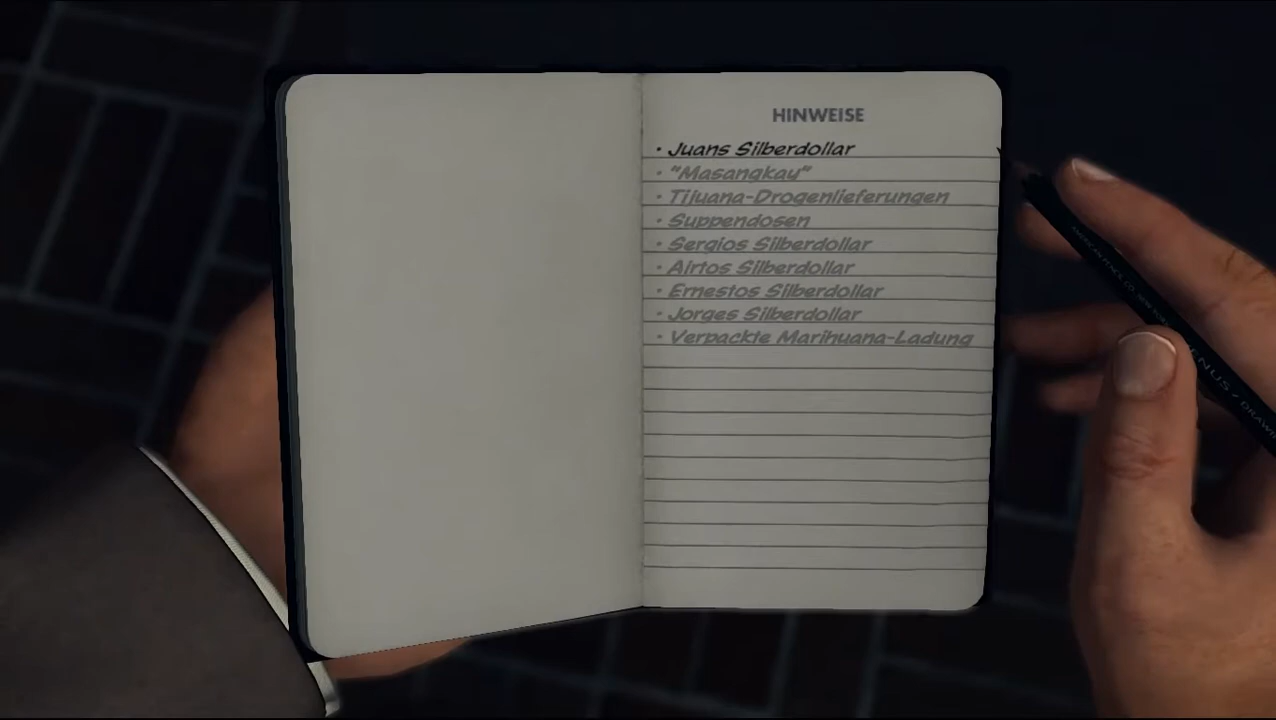 HINWEISE
• Juans Silberdollar
• "Masangkay"
• Tijuana-Drogenlieferungen
• Suppendosen
• Sergios Silberdollar
• Airtos Silberdollar
• Ernestos Silberdollar
• Jorges Silberdollar
• Verpackte Marihuana-Ladung